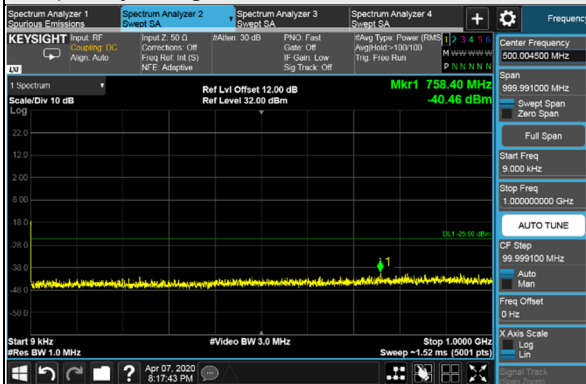 Spectrum Analyzer 1
Spurious Emissions
Spectrum Analyzer 2
Swept SA
Spectrum Analyzer 3
Swept SA
Spectrum Analyzer 4
Swept SA
Frequency
KEYSIGHT
Input: RF
Coupling: DC
Align: Auto
Input Z: 50 Ω
Corrections: Off
Freq Ref: Int (S)
NFE: Adaptive
#Atten: 30 dB
PNO: Fast
Gate: Off
IF Gain: Low
Sig Track: Off
#Avg Type: Power (RMS
Avg|Hold:>100/100
Trig: Free Run
1 2 3 4 5 6
M W W W W W
P N N N N N
LU
1 Spectrum
Scale/Div 10 dB
Log
Ref Lvl Offset 12.00 dB
Ref Level 32.00 dBm
Mkr1 758.40 MHz
-40.46 dBm
22.0
12.0
2.00
-8.00
-18.0
-28.0
-38.0
-48.0
-58.0
DL1 -25.00 dBm
1
Start 9 kHz
#Res BW 1.0 MHz
#Video BW 3.0 MHz
Stop 1.0000 GHz
Sweep ~1.52 ms (5001 pts)
Center Frequency
500.004500 MHz
Span
999.991000 MHz
Swept Span
Zero Span
Full Span
Start Freq
9.000 kHz
Stop Freq
1.000000000 GHz
AUTO TUNE
CF Step
99.999100 MHz
Auto
Man
Freq Offset
0 Hz
X Axis Scale
Log
Lin
Signal Track
(Span Zoom)
Apr 07, 2020
8:17:43 PM